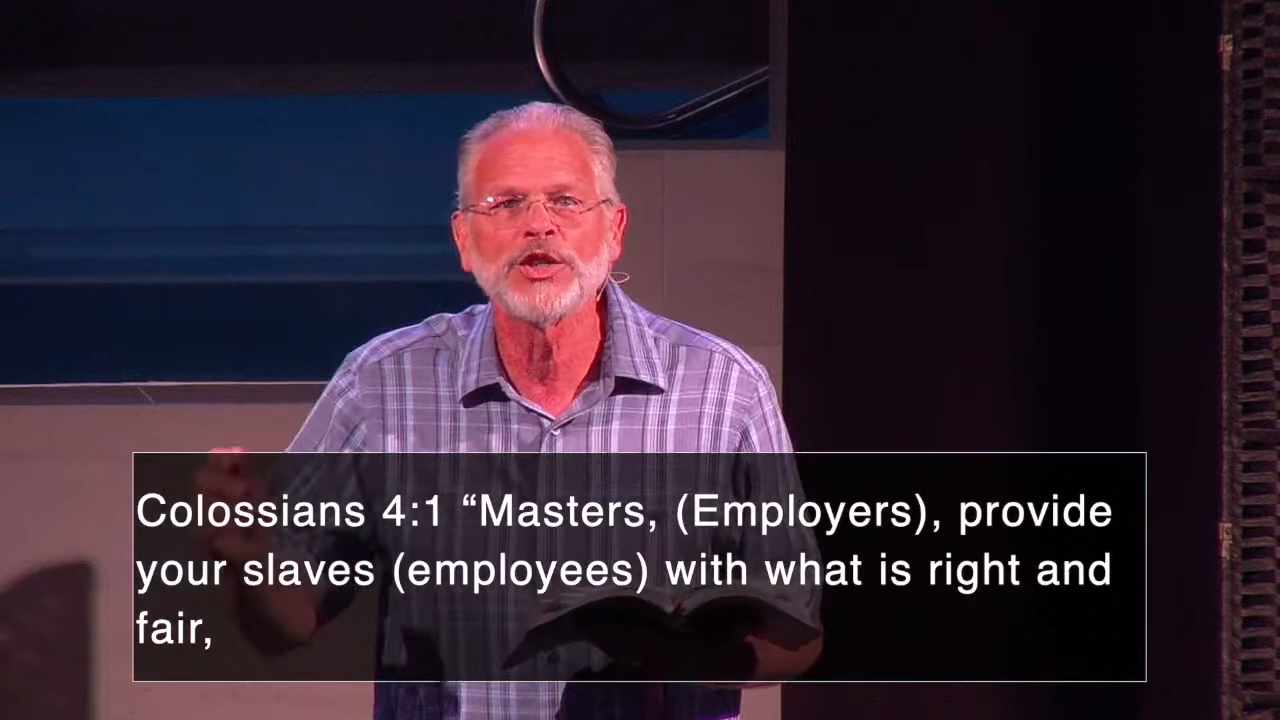 Colossians 4:1 “Masters, (Employers), provide
your slaves (employees) with what is right and
fair,